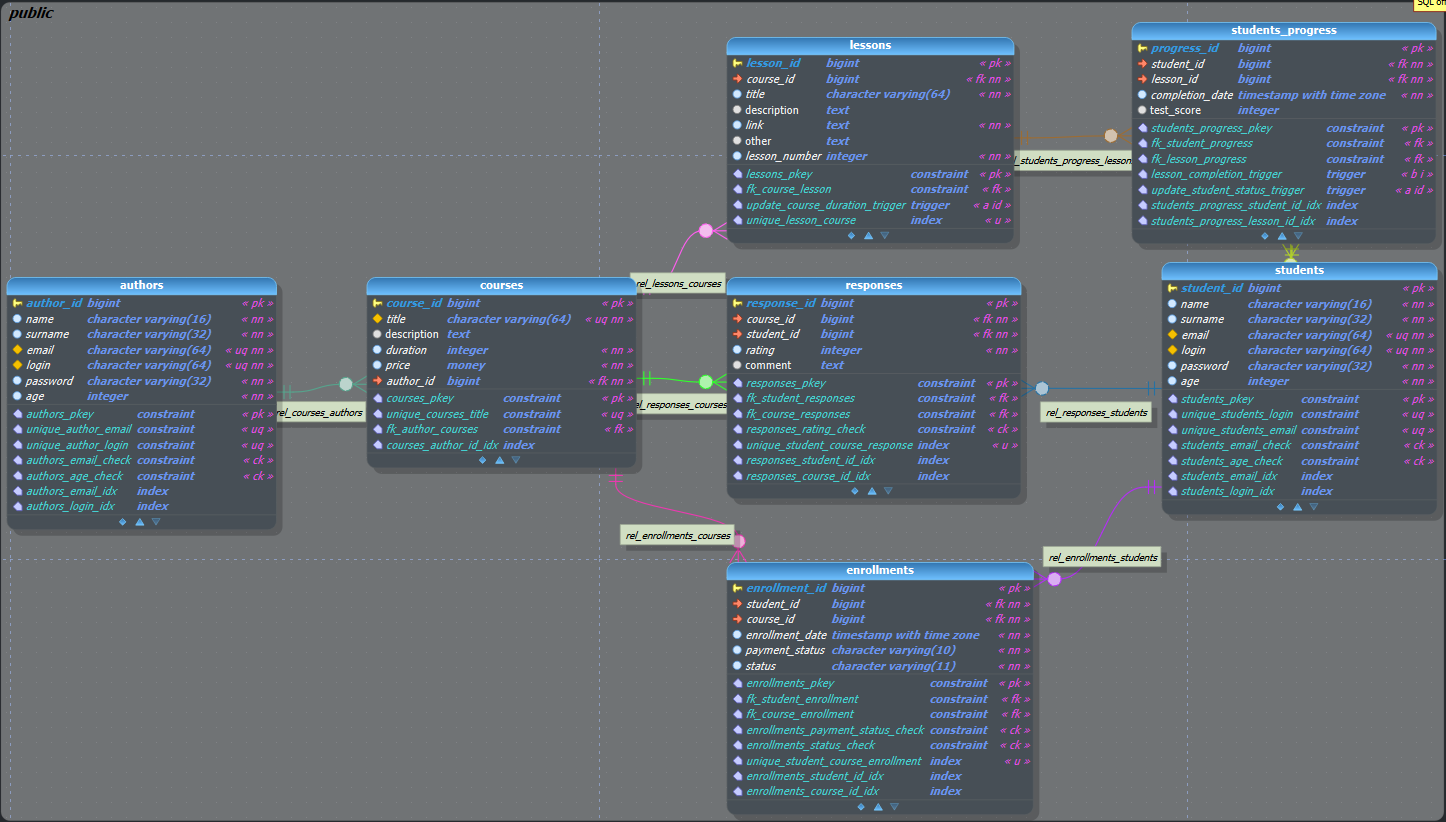 public
SQL off
lessons
lesson_id bigint « pk »
course_id bigint « fk nn »
title character varying(64) « nn »
description text
link text « nn »
other text
lesson_number integer « nn »
lessons_pkey constraint « pk »
fk_course_lesson constraint « fk »
update_course_duration_trigger trigger « a id »
unique_lesson_course index « u »
students_progress
progress_id bigint « pk »
student_id bigint « fk nn »
lesson_id bigint « fk nn »
completion_date timestamp with time zone « nn »
test_score integer
students_progress_pkey constraint « pk »
fk_student_progress constraint « fk »
fk_lesson_progress constraint « fk »
lesson_completion_trigger trigger « b i »
update_student_status_trigger trigger « a id »
students_progress_student_id_idx index
students_progress_lesson_id_idx index
l_students_progress_lesson
rel_lessons_courses
authors
author_id bigint « pk »
name character varying(16) « nn »
surname character varying(32) « nn »
email character varying(64) « uq nn »
login character varying(64) « uq nn »
password character varying(32) « nn »
age integer « nn »
authors_pkey constraint « pk »
unique_author_email constraint « uq »
unique_author_login constraint « uq »
authors_email_check constraint « ck »
authors_age_check constraint « ck »
authors_email_idx index
authors_login_idx index
rel_courses_authors
courses
course_id bigint « pk »
title character varying(64) « uq nn »
description text
duration integer « nn »
price money « nn »
author_id bigint « fk nn »
courses_pkey constraint « pk »
unique_courses_title constraint « uq »
fk_author_courses constraint « fk »
courses_author_id_idx index
el_responses_courses
responses
response_id bigint « pk »
course_id bigint « fk nn »
student_id bigint « fk nn »
rating integer « nn »
comment text
responses_pkey constraint « pk »
fk_student_responses constraint « fk »
fk_course_responses constraint « fk »
responses_rating_check constraint « ck »
unique_student_course_response index « u »
responses_student_id_idx index
responses_course_id_idx index
rel_responses_students
students
student_id bigint « pk »
name character varying(16) « nn »
surname character varying(32) « nn »
email character varying(64) « uq nn »
login character varying(64) « uq nn »
password character varying(32) « nn »
age integer « nn »
students_pkey constraint « pk »
unique_students_login constraint « uq »
unique_students_email constraint « uq »
students_email_check constraint « ck »
students_age_check constraint « ck »
students_email_idx index
students_login_idx index
rel_enrollments_courses
rel_enrollments_students
enrollments
enrollment_id bigint « pk »
student_id bigint « fk nn »
course_id bigint « fk nn »
enrollment_date timestamp with time zone « nn »
payment_status character varying(10) « nn »
status character varying(11) « nn »
enrollments_pkey constraint « pk »
fk_student_enrollment constraint « fk »
fk_course_enrollment constraint « fk »
enrollments_payment_status_check constraint « ck »
enrollments_status_check constraint « ck »
unique_student_course_enrollment index « u »
enrollments_student_id_idx index
enrollments_course_id_idx index